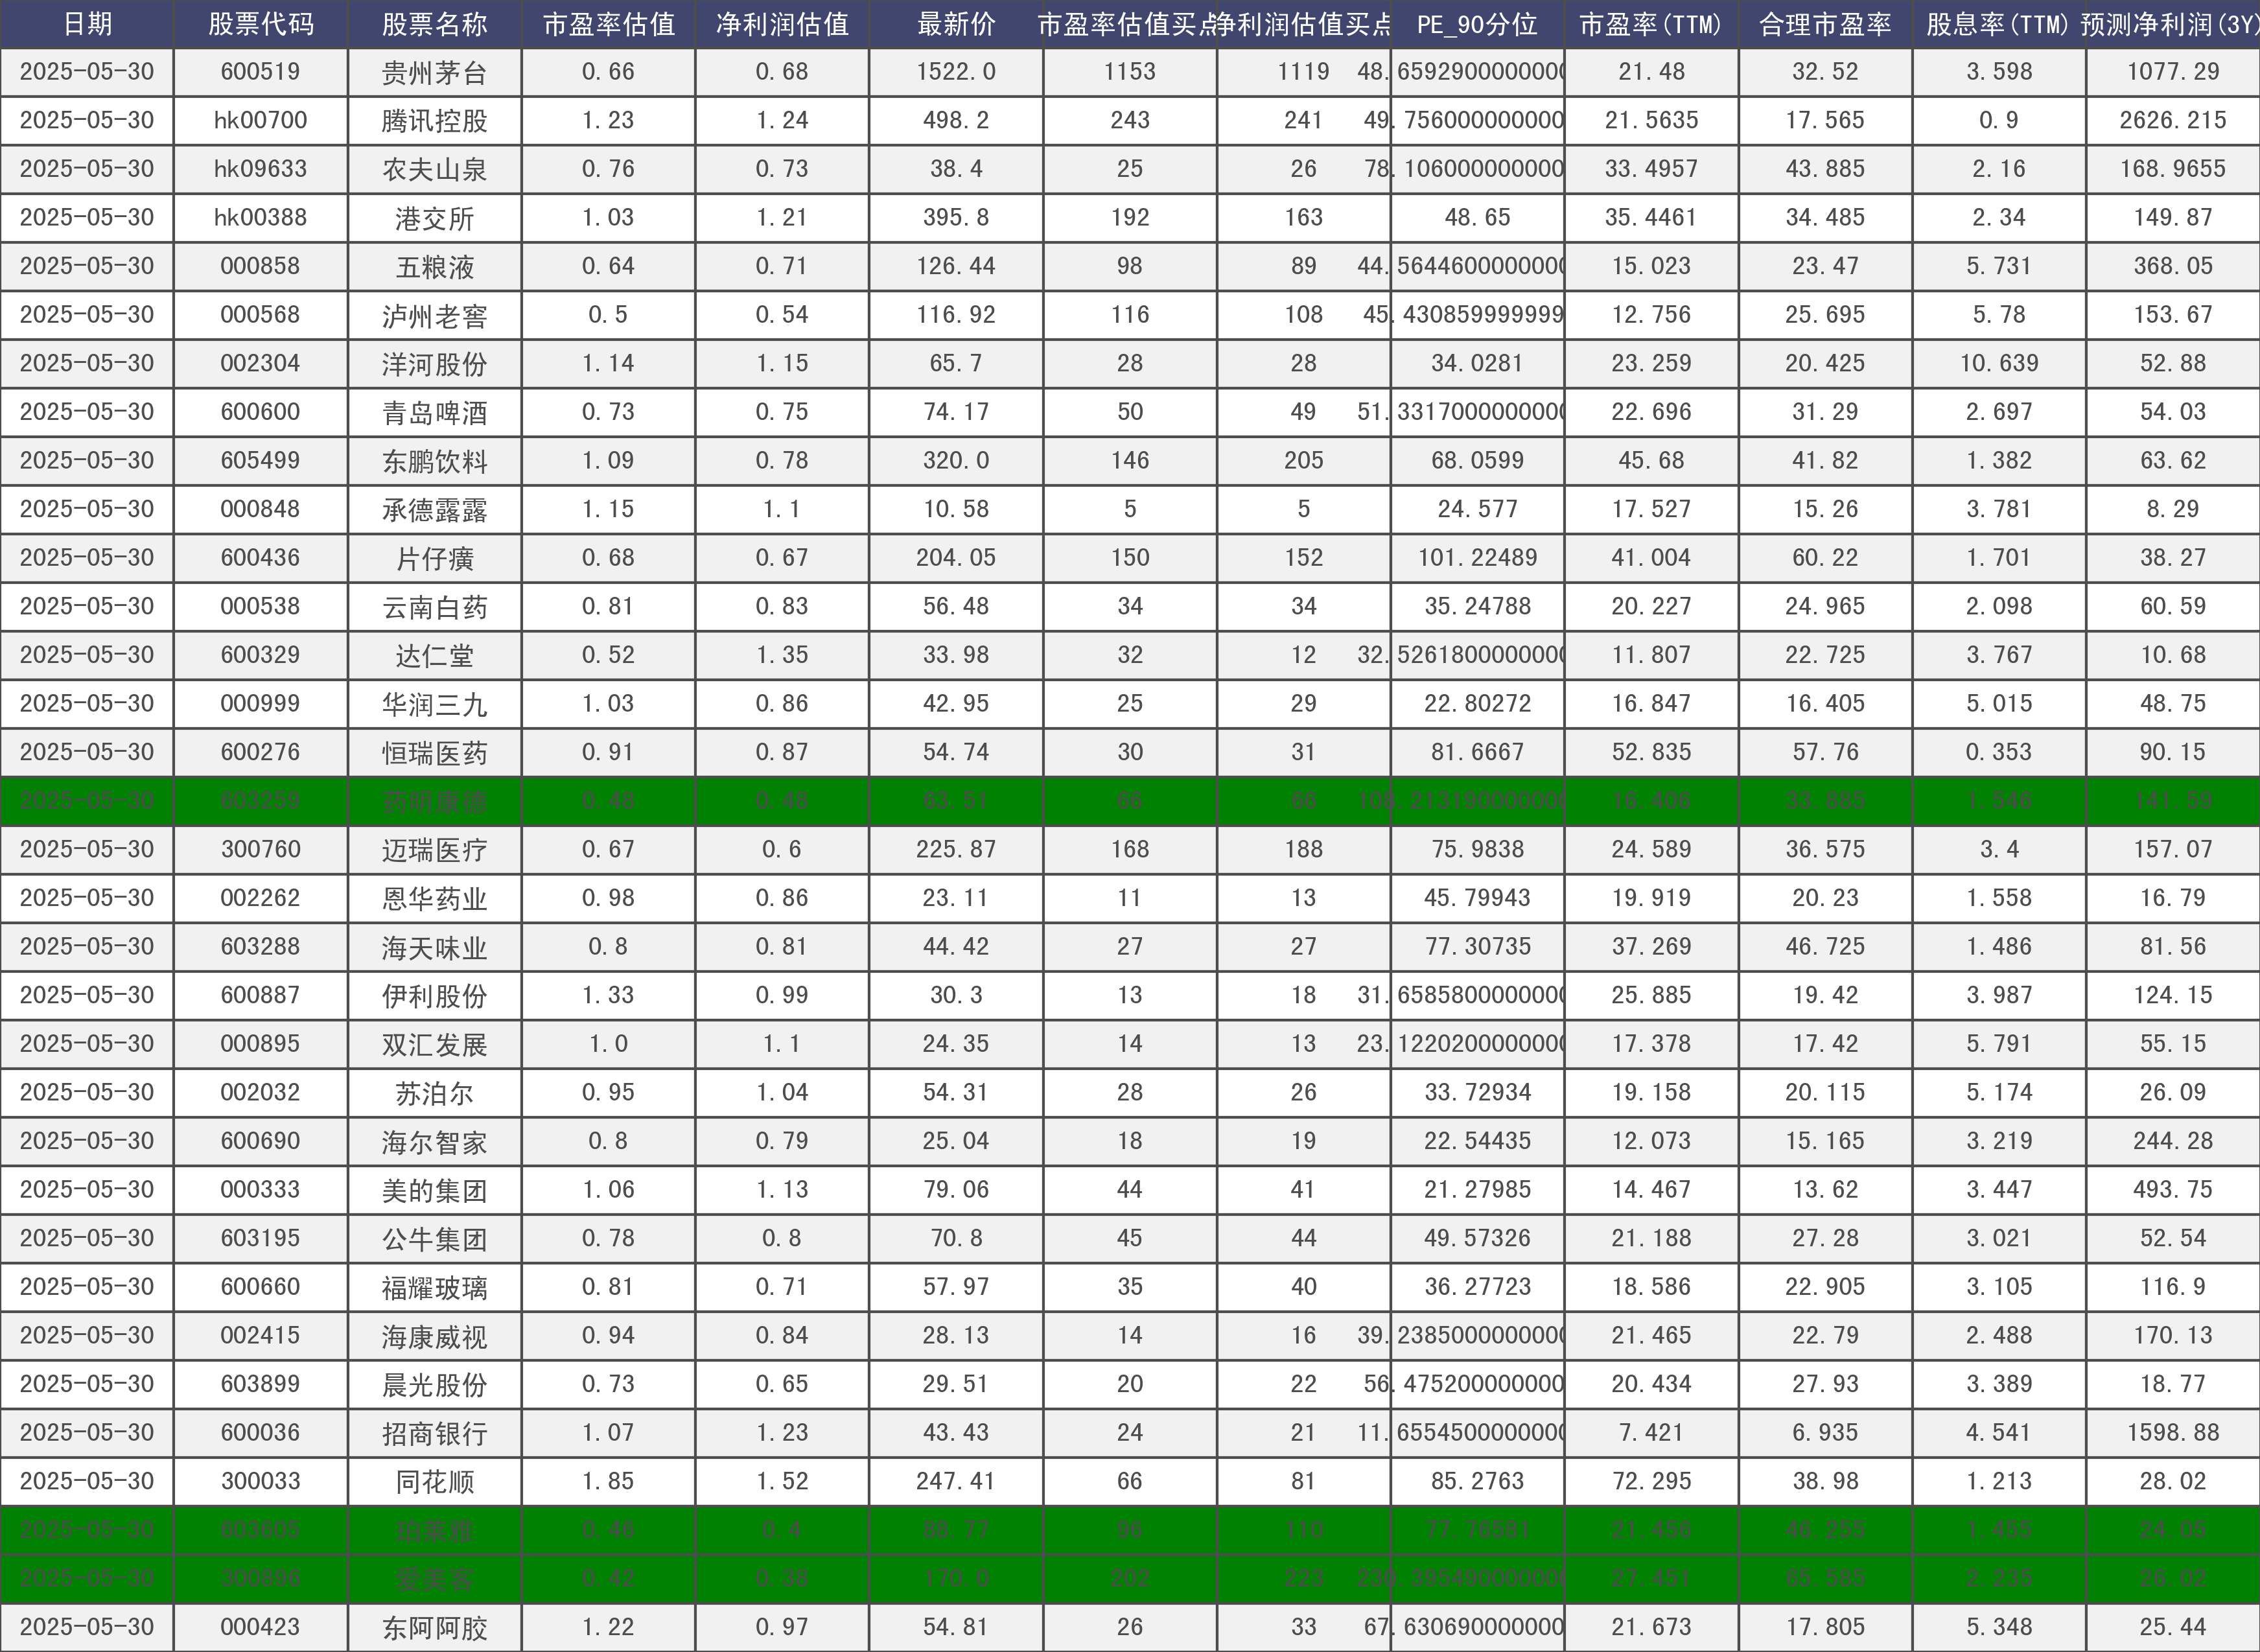 日期 股票代码 股票名称 市盈率估值 净利润估值 最新价 市盈率估值买点 净利润估值买点 PE_90分位 市盈率(TTM) 合理市盈率 股息率(TTM) 预测净利润(3Y)
2025-05-30 600519 贵州茅台 0.66 0.68 1522.0 1153 1119 48.6592900000000 21.48 32.52 3.598 1077.29
2025-05-30 hk00700 腾讯控股 1.23 1.24 498.2 243 241 49.756000000000 21.5635 17.565 0.9 2626.215
2025-05-30 hk09633 农夫山泉 0.76 0.73 38.4 25 26 78.106000000000 33.4957 43.885 2.16 168.9655
2025-05-30 hk00388 港交所 1.03 1.21 395.8 192 163 48.65 35.4461 34.485 2.34 149.87
2025-05-30 000858 五粮液 0.64 0.71 126.44 98 89 44.5644600000000 15.023 23.47 5.731 368.05
2025-05-30 000568 泸州老窖 0.5 0.54 116.92 116 108 45.430859999999 12.756 25.695 5.78 153.67
2025-05-30 002304 洋河股份 1.14 1.15 65.7 28 28 34.0281 23.259 20.425 10.639 52.88
2025-05-30 600600 青岛啤酒 0.73 0.75 74.17 50 49 51.3317000000000 22.696 31.29 2.697 54.03
2025-05-30 605499 东鹏饮料 1.09 0.78 320.0 146 205 68.0599 45.68 41.82 1.382 63.62
2025-05-30 000848 承德露露 1.15 1.1 10.58 5 5 24.577 17.527 15.26 3.781 8.29
2025-05-30 600436 片仔癀 0.68 0.67 204.05 150 152 101.22489 41.004 60.22 1.701 38.27
2025-05-30 000538 云南白药 0.81 0.83 56.48 34 34 35.24788 20.227 24.965 2.098 60.59
2025-05-30 600329 达仁堂 0.52 1.35 33.98 32 12 32.5261800000000 11.807 22.725 3.767 10.68
2025-05-30 000999 华润三九 1.03 0.86 42.95 25 29 22.80272 16.847 16.405 5.015 48.75
2025-05-30 600276 恒瑞医药 0.91 0.87 54.74 30 31 81.6667 52.835 57.76 0.353 90.15
2025-05-30 603259 药明康德 0.48 0.48 63.51 66 66 108.213190000000 16.406 33.885 1.546 141.59
2025-05-30 300760 迈瑞医疗 0.67 0.6 225.87 168 188 75.9838 24.589 36.575 3.4 157.07
2025-05-30 002262 恩华药业 0.98 0.86 23.11 11 13 45.79943 19.919 20.23 1.558 16.79
2025-05-30 603288 海天味业 0.8 0.81 44.42 27 27 77.30735 37.269 46.725 1.486 81.56
2025-05-30 600887 伊利股份 1.33 0.99 30.3 13 18 31.6585800000000 25.885 19.42 3.987 124.15
2025-05-30 000895 双汇发展 1.0 1.1 24.35 14 13 23.1220200000000 17.378 17.42 5.791 55.15
2025-05-30 002032 苏泊尔 0.95 1.04 54.31 28 26 33.72934 19.158 20.115 5.174 26.09
2025-05-30 600690 海尔智家 0.8 0.79 25.04 18 19 22.54435 12.073 15.165 3.219 244.28
2025-05-30 000333 美的集团 1.06 1.13 79.06 44 41 21.27985 14.467 13.62 3.447 493.75
2025-05-30 603195 公牛集团 0.78 0.8 70.8 45 44 49.57326 21.188 27.28 3.021 52.54
2025-05-30 600660 福耀玻璃 0.81 0.71 57.97 35 40 36.27723 18.586 22.905 3.105 116.9
2025-05-30 002415 海康威视 0.94 0.84 28.13 14 16 39.2385000000000 21.465 22.79 2.488 170.13
2025-05-30 603899 晨光股份 0.73 0.65 29.51 20 22 56.475200000000 20.434 27.93 3.389 18.77
2025-05-30 600036 招商银行 1.07 1.23 43.43 24 21 11.6554500000000 7.421 6.935 4.541 1598.88
2025-05-30 300033 同花顺 1.85 1.52 247.41 66 81 85.2763 72.295 38.98 1.213 28.02
2025-05-30 603605 珀莱雅 0.46 0.4 88.77 96 110 77.76581 21.456 46.255 1.455 24.05
2025-05-30 300896 爱美客 0.42 0.38 170.0 202 223 230.395490000000 27.451 65.585 2.235 26.02
2025-05-30 000423 东阿阿胶 1.22 0.97 54.81 26 33 67.630690000000 21.673 17.805 5.348 25.44